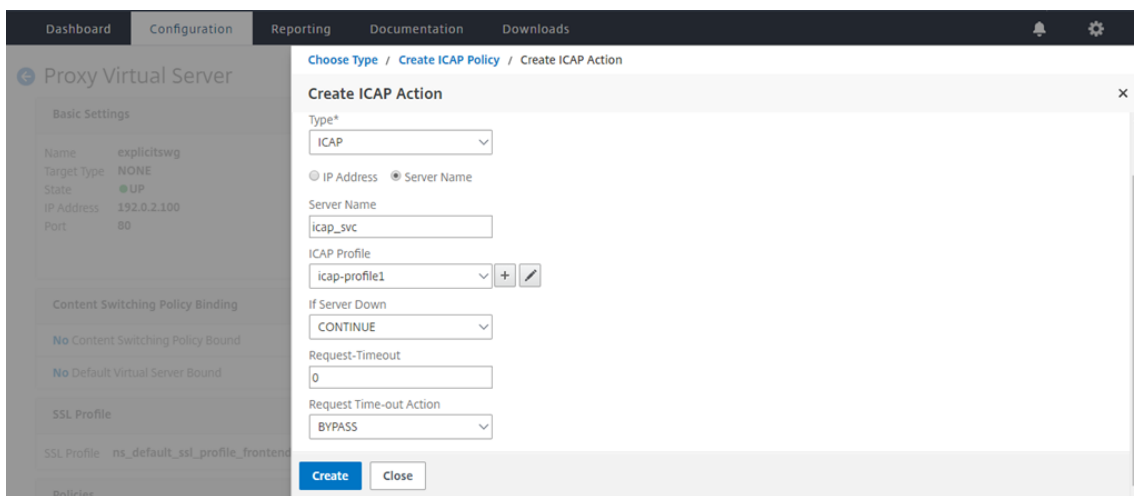 Dashboard Configuration Reporting Documentation Downloads
Proxy Virtual Server
Basic Settings
Name explicitswg
Target Type NONE
State UP
IP Address 192.0.2.100
Port 80
Content Switching Policy Binding
No Content Switching Policy Bound
No Default Virtual Server Bound
SSL Profile
SSL Profile ns_default_ssl_profile_frontend
Policies
Choose Type / Create ICAP Policy / Create ICAP Action
Create ICAP Action
Type*
ICAP
IP Address Server Name
Server Name
icap_svc
ICAP Profile
icap-profile1
If Server Down
CONTINUE
Request-Timeout
0
Request Time-out Action
BYPASS
Create Close